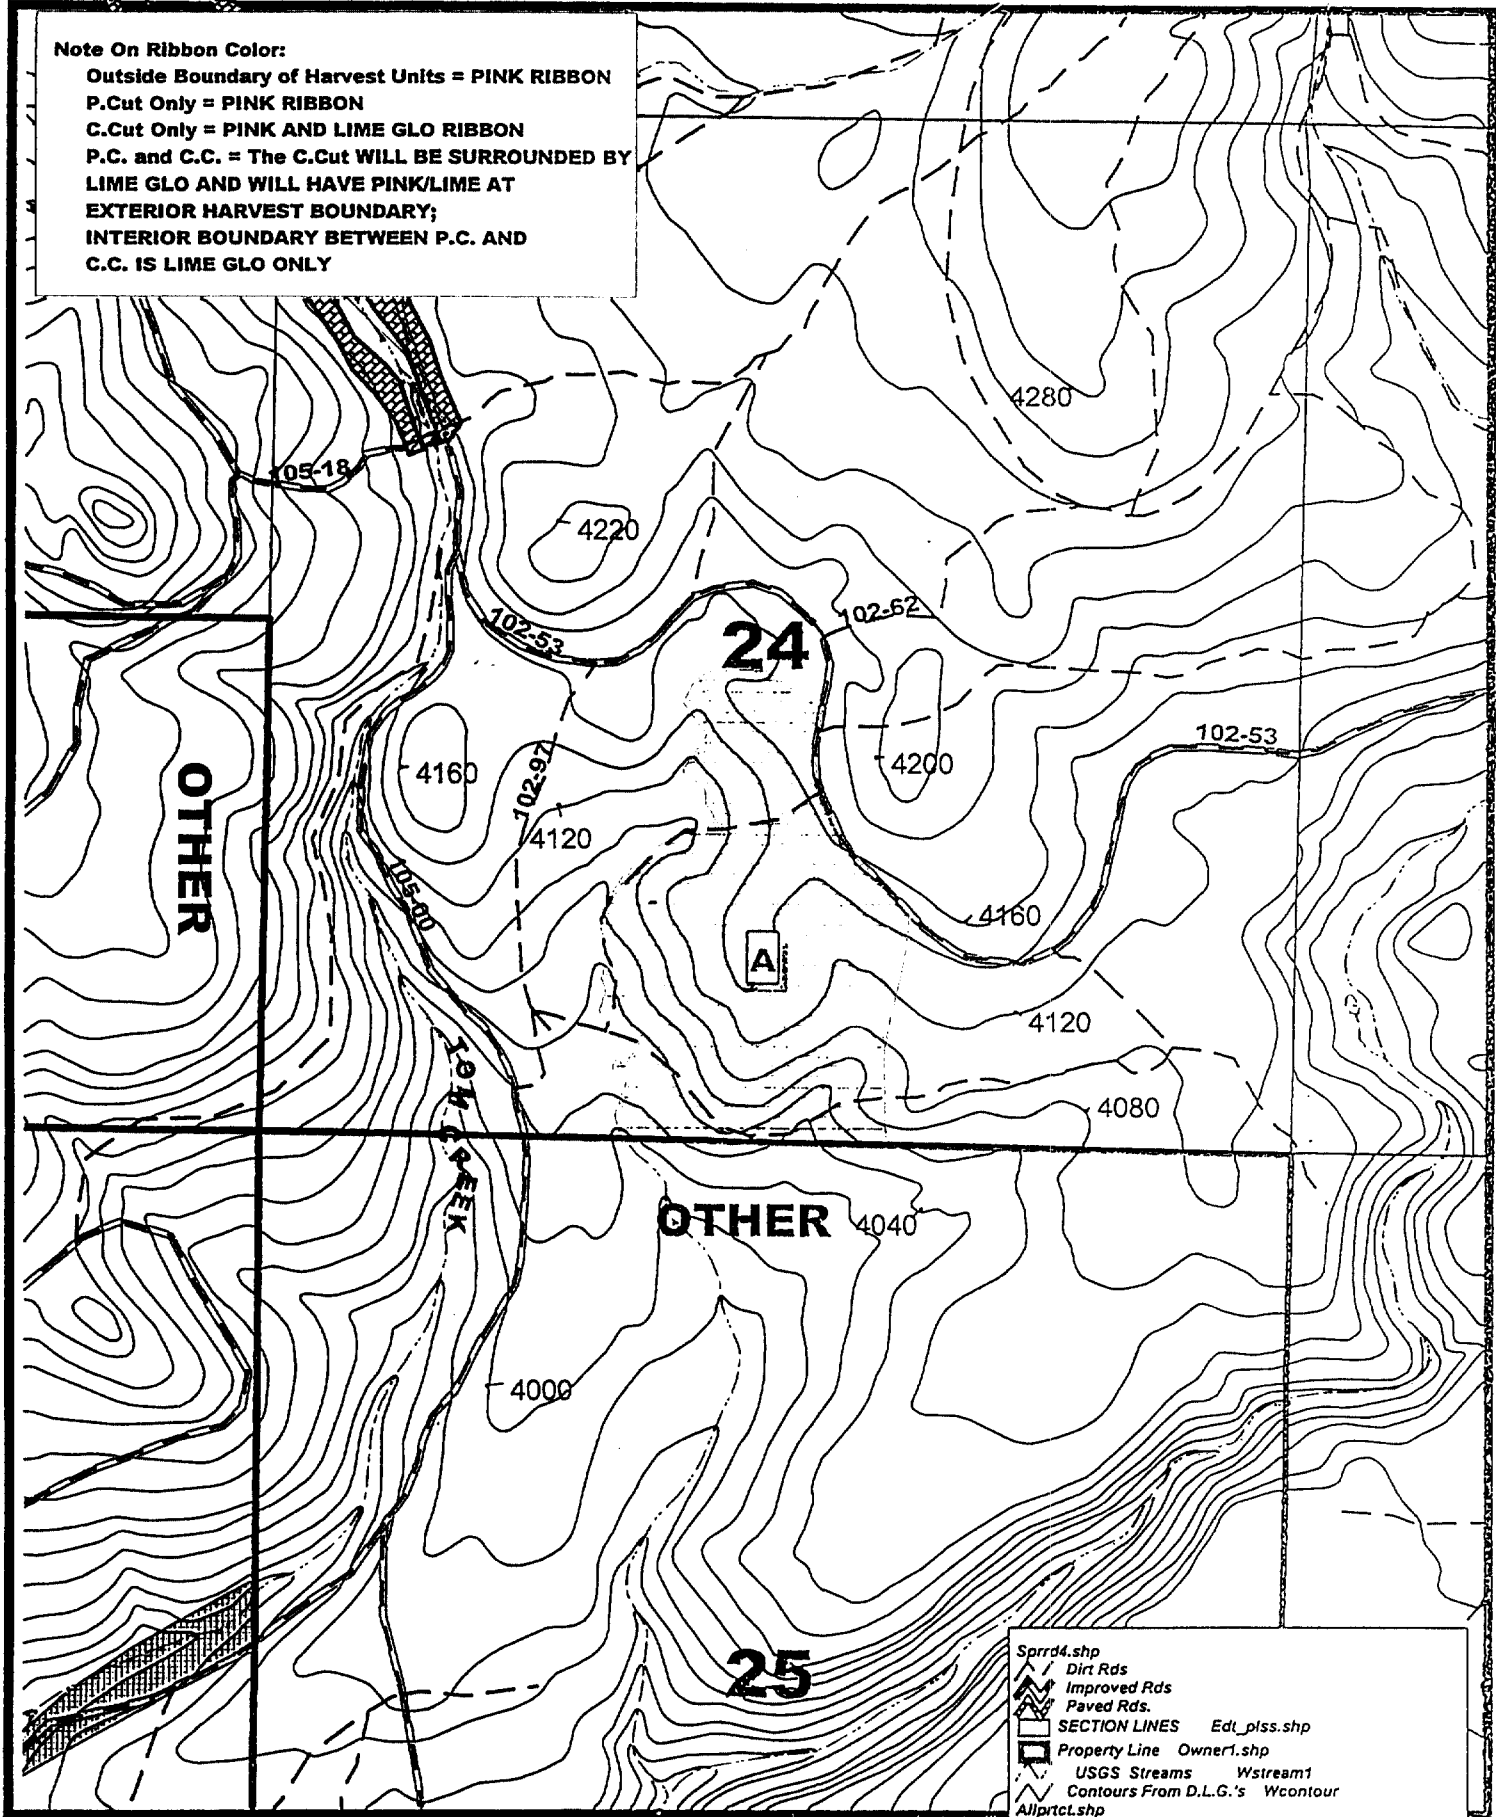 Note On Ribbon Color:
Outside Boundary of Harvest Units = PINK RIBBON
P.Cut Only = PINK RIBBON
C.Cut Only = PINK AND LIME GLO RIBBON
P.C. and C.C. = The C.Cut WILL BE SURROUNDED BY
LIME GLO AND WILL HAVE PINK/LIME AT
EXTERIOR HARVEST BOUNDARY;
INTERIOR BOUNDARY BETWEEN P.C. AND
C.C. IS LIME GLO ONLY
4280
105-18
4220
102-53
102-62
24
102-53
OTHER
4160
102-97
4200
4120
105-00
4160
A
4120
4080
CREEK
OTHER
4040
4000
25
Sprrd4.shp
Dirt Rds
Improved Rds
Paved Rds.
SECTION LINES Edt_plss.shp
Property Line Owner1.shp
USGS Streams Wstream1
Contours From D.L.G.'s Wcontour
Allprtct.shp